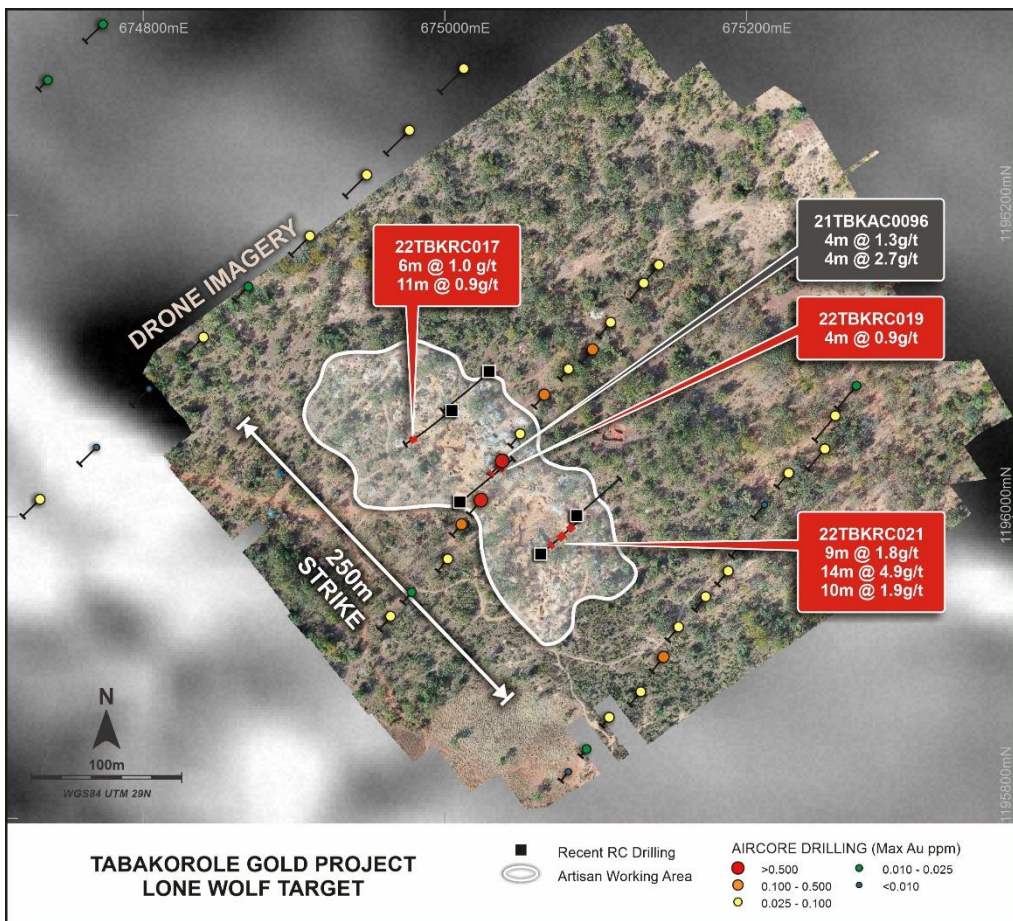 674800mE
675000mE
675200mE
1196200mN
1196000mN
1195800mN
DRONE IMAGERY
22TBKRC017
6m @ 1.0 g/t
11m @ 0.9g/t
21TBKAC0096
4m @ 1.3g/t
4m @ 2.7g/t
22TBKRC019
4m @ 0.9g/t
22TBKRC021
9m @ 1.8g/t
14m @ 4.9g/t
10m @ 1.9g/t
250m
STRIKE
N
100m
WGS84 UTM 29N
TABAKOROLE GOLD PROJECT
LONE WOLF TARGET
Recent RC Drilling
Artisan Working Area
AIRCORE DRILLING (Max Au ppm)
>0.500
0.100 - 0.500
0.025 - 0.100
0.010 - 0.025
<0.010